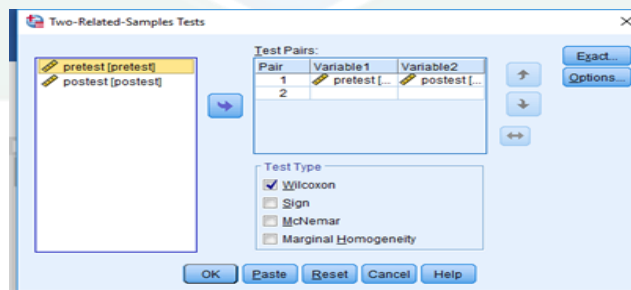 Two-Related-Samples Tests
pretest [pretest]
postest [postest]
Test Pairs:
Pair Variable1 Variable2
1 pretest [... postest [...
2
Exact...
Options...
Test Type
Wilcoxon
Sign
McNemar
Marginal Homogeneity
OK Paste Reset Cancel Help